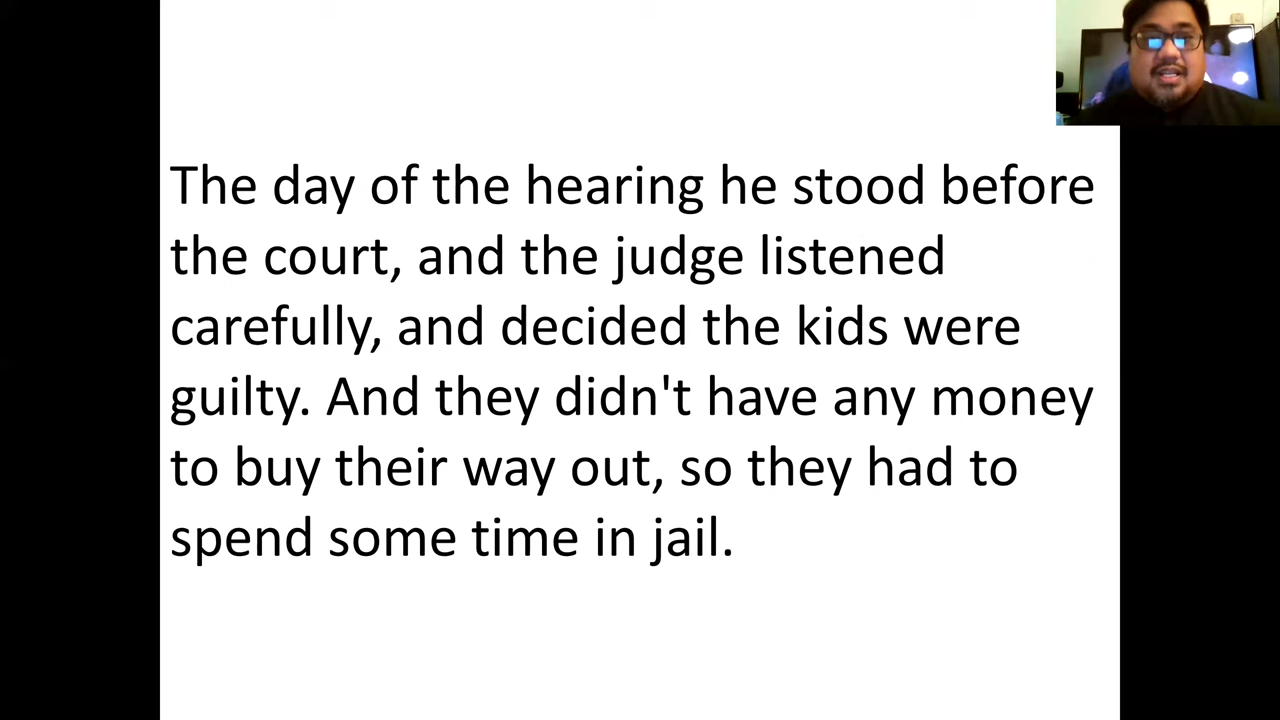 The day of the hearing he stood before
the court, and the judge listened
carefully, and decided the kids were
guilty. And they didn't have any money
to buy their way out, so they had to
spend some time in jail.